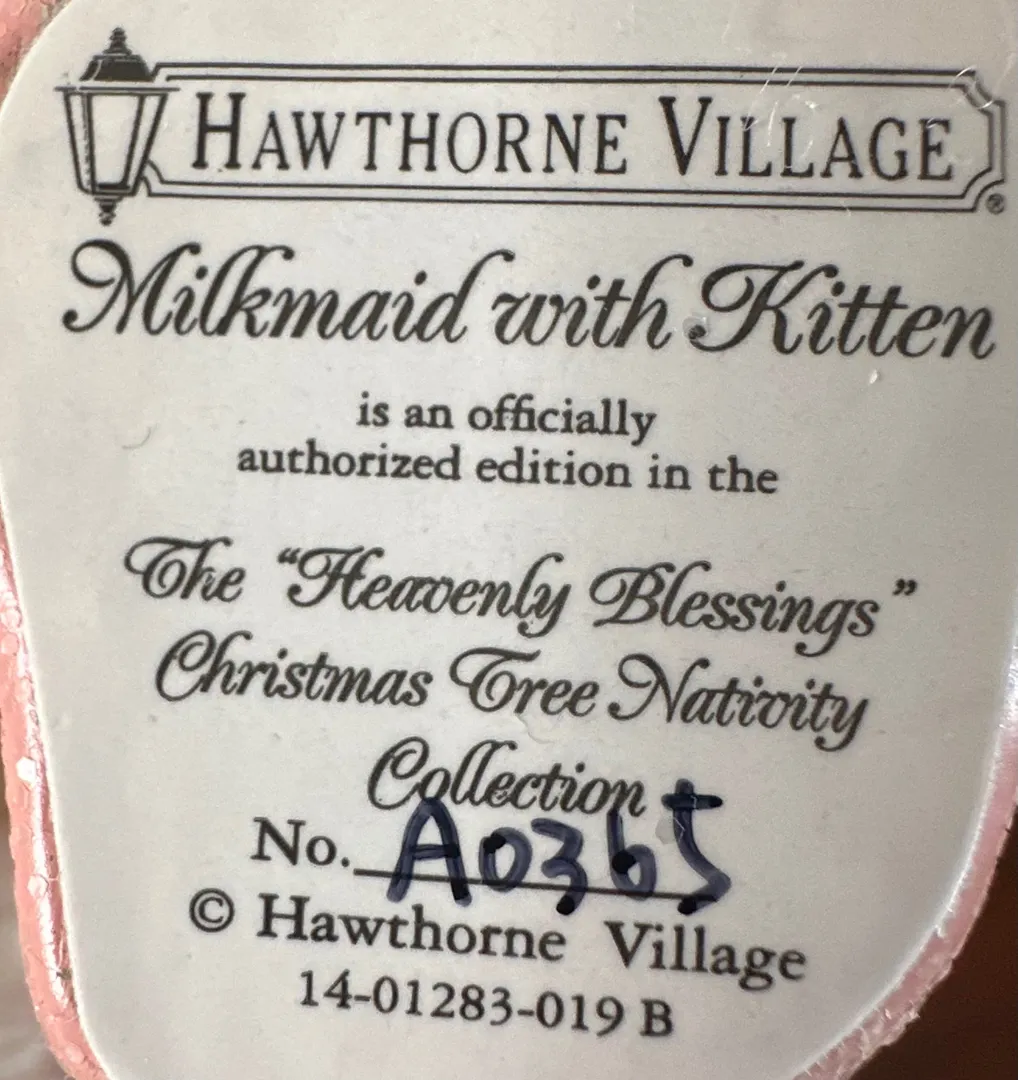 HAWTHORNE VILLAGE ®
Milkmaid with Kitten
is an officially
authorized edition in the
The “Heavenly Blessings”
Christmas Tree Nativity
Collection
No. A0365
© Hawthorne Village
14-01283-019 B